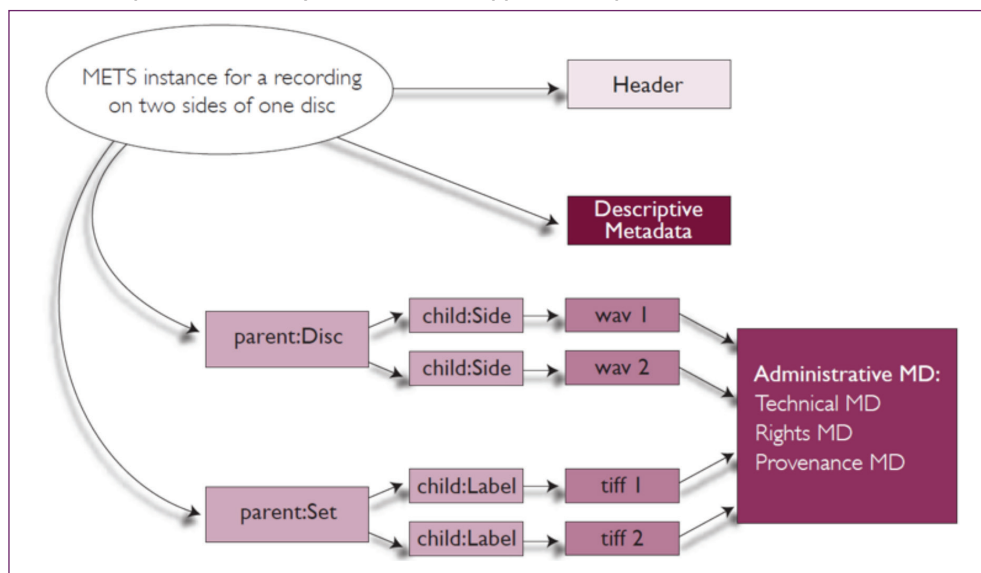 METS instance for a recording
on two sides of one disc
Header
Descriptive
Metadata
parent:Disc
child:Side
wav 1
child:Side
wav 2
Administrative MD:
Technical MD
Rights MD
Provenance MD
parent:Set
child:Label
tiff 1
child:Label
tiff 2